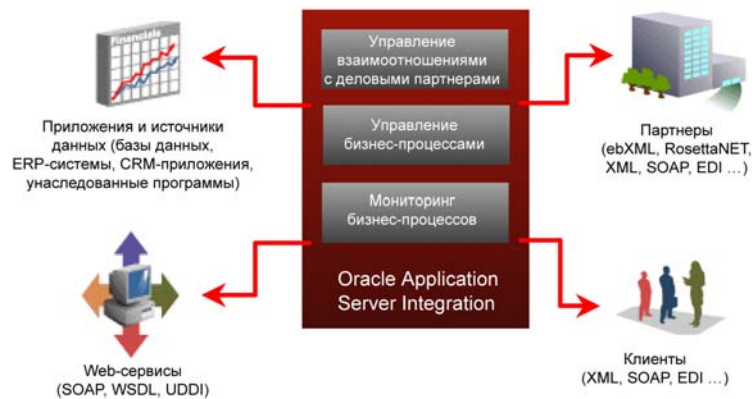 Financials
Приложения и источники
данных (базы данных,
ERP-системы, CRM-приложения,
унаследованные программы)
Web-сервисы
(SOAP, WSDL, UDDI)
Управление
взаимоотношениями
с деловыми партнерами
Управление
бизнес-процессами
Мониторинг
бизнес-процессов
Oracle Application
Server Integration
Партнеры
(ebXML, RosettaNET,
XML, SOAP, EDI ...)
Клиенты
(XML, SOAP, EDI ...)